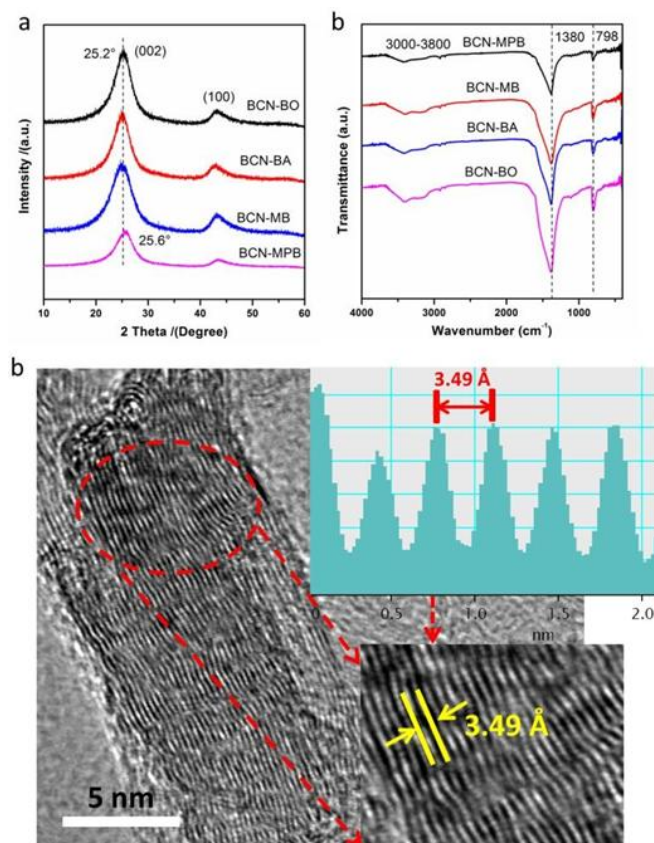 a
25.2°
(002)
(100)
BCN-BO
BCN-BA
BCN-MB
25.6°
BCN-MPB
Intensity /(a.u.)
10 20 30 40 50 60
2 Theta /(Degree)
b
3000-3800
BCN-MPB
1380
798
BCN-MB
BCN-BA
BCN-BO
Transmittance (a.u.)
4000 3000 2000 1000
Wavenumber (cm⁻¹)
b
3.49 Å
0 0.5 1.0 1.5 2.0
nm
3.49 Å
5 nm